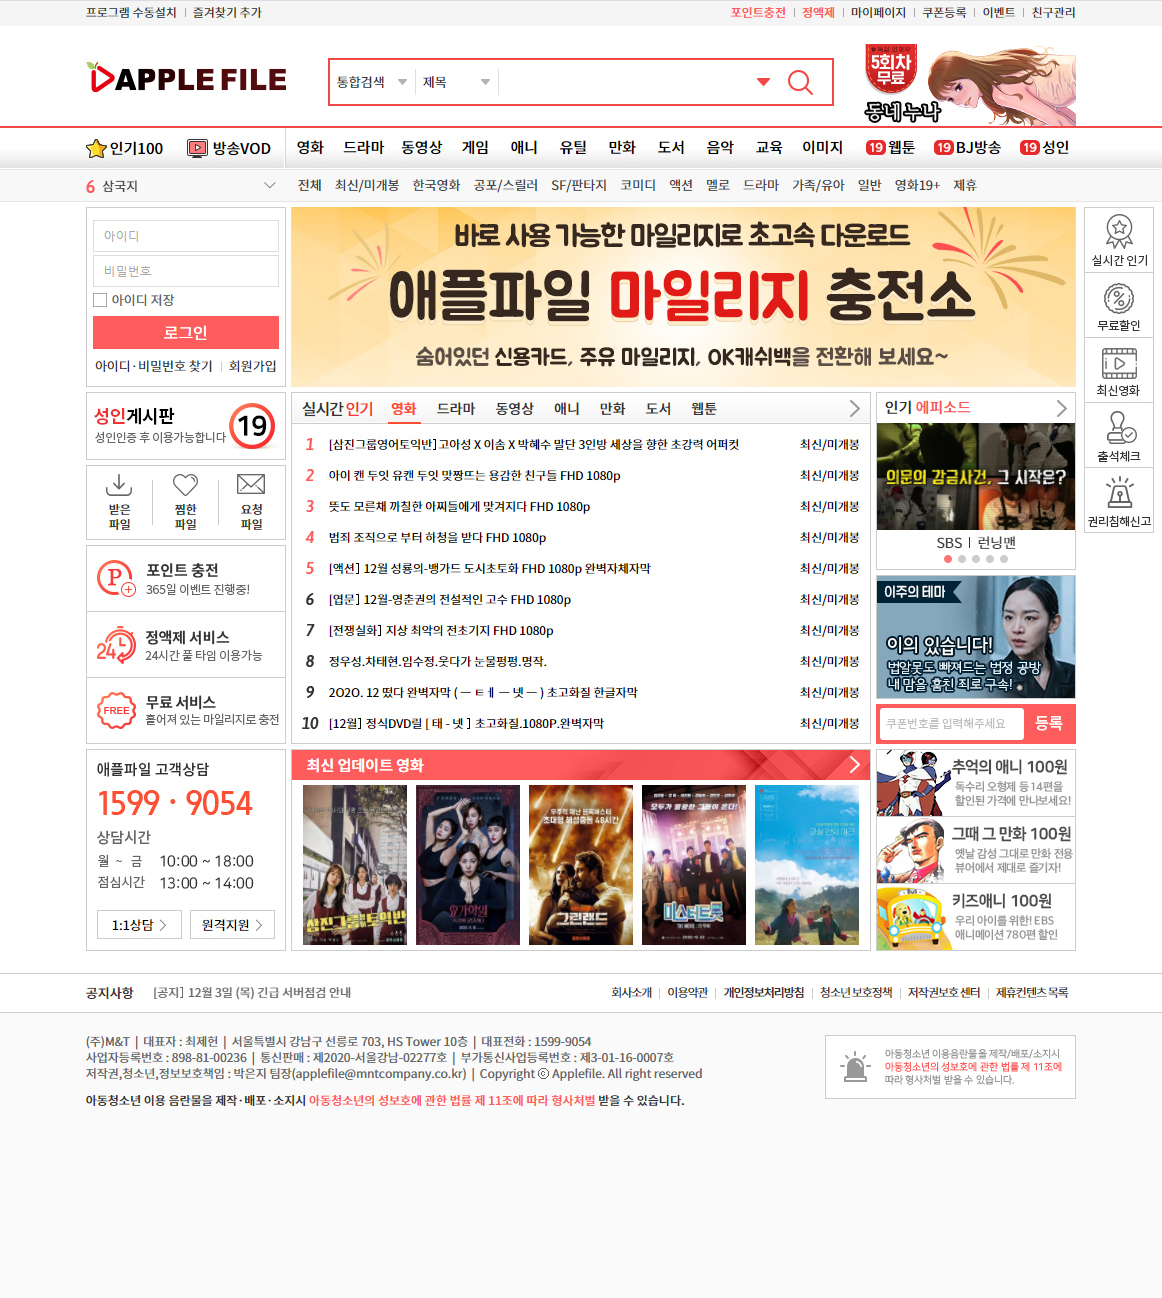 프로그램 수동설치 | 즐겨찾기 추가
포인트충전 | 정액제 | 마이페이지 | 쿠폰등록 | 이벤트 | 친구관리
APPLE FILE
통합검색 제목
5회차 무료
동네누나
인기100 방송VOD 영화 드라마 동영상 게임 애니 유틸 만화 도서 음악 교육 이미지 19 웹툰 19 BJ방송 19 성인
6 삼국지
전체 최신/미개봉 한국영화 공포/스릴러 SF/판타지 코미디 액션 멜로 드라마 가족/유아 일반 영화19+ 제휴
아이디
비밀번호
아이디 저장
로그인
아이디·비밀번호 찾기 | 회원가입
바로 사용 가능한 마일리지로 초고속 다운로드
애플파일 마일리지 충전소
숨어있던 신용카드, 주유 마일리지, OK캐쉬백을 전환해 보세요~
실시간 인기
무료할인
최신영화
출석체크
권리침해신고
성인게시판
성인인증 후 이용가능합니다
19
받은 파일
찜한 파일
요청 파일
P
포인트 충전
365일 이벤트 진행중!
24
정액제 서비스
24시간 풀 타임 이용가능
FREE
무료 서비스
흩어져 있는 마일리지로 충전
실시간 인기 영화 드라마 동영상 애니 만화 도서 웹툰
1 [삼진그룹영어토익반] 고아성 X 이솜 X 박혜수 말단 3인방 세상을 향한 초강력 어퍼컷 최신/미개봉
2 아이 캔 두잇 유캔 두잇 맞짱뜨는 용감한 친구들 FHD 1080p 최신/미개봉
3 뜻도 모른채 까칠한 아찌들에게 맞겨지다 FHD 1080p 최신/미개봉
4 범죄 조직으로 부터 하청을 받다 FHD 1080p 최신/미개봉
5 [액션] 12월 성룡의-뱅가드 도시초토화 FHD 1080p 완벽자체자막 최신/미개봉
6 [엽문] 12월-영춘권의 전설적인 고수 FHD 1080p 최신/미개봉
7 [전쟁실화] 지상 최악의 전초기지 FHD 1080p 최신/미개봉
8 정우성.차태현.임수정.웃다가 눈물펑펑.명작. 최신/미개봉
9 2O2O. 12 떴다 완벽자막 ( ㅡ ㅌㅔ ㅡ 넷 ㅡ ) 초고화질 한글자막 최신/미개봉
10 [12월] 정식DVD릴 [ 태 - 넷 ] 초고화질.1080P.완벽자막 최신/미개봉
인기 에피소드
의문의 감금사건, 그 시작은?
SBS | 런닝맨
이주의 테마
이의 있습니다!
법알못도 빠져드는 법정 공방
내 맘을 훔친 죄로 구속!
쿠폰번호를 입력해주세요 등록
애플파일 고객상담
1599 · 9054
상담시간
월 ~ 금 10:00 ~ 18:00
점심시간 13:00 ~ 14:00
1:1상담 원격지원
최신 업데이트 영화
삼진그룹영어토익반
요가학원
우주적 재난 블록버스터
초대형 혜성충돌 48시간
그린랜드
모두가 열광한 그들이 온다!
미스터트롯
THE MOVIE
교실 안의 야크
추억의 애니 100원
독수리 오형제 등 14편을
할인된 가격에 만나보세요!
그때 그 만화 100원
옛날 감성 그대로 만화 전용
뷰어에서 제대로 즐기자!
키즈애니 100원
우리 아이를 위한! EBS
애니메이션 780편 할인
공지사항 [공지] 12월 3일 (목) 긴급 서버점검 안내
회사소개 | 이용약관 | 개인정보처리방침 | 청소년 보호정책 | 저작권보호 센터 | 제휴컨텐츠 목록
(주)M&T | 대표자 : 최제헌 | 서울특별시 강남구 선릉로 703, HS Tower 10층 | 대표전화 : 1599-9054
사업자등록번호 : 898-81-00236 | 통신판매 : 제2020-서울강남-02277호 | 부가통신사업등록번호 : 제3-01-16-0007호
저작권,청소년,정보보호책임 : 박은지 팀장(applefile@mntcompany.co.kr) | Copyright ⓒ Applefile. All right reserved
아동청소년 이용 음란물을 제작·배포·소지시 아동청소년의 성보호에 관한 법률 제 11조에 따라 형사처벌 받을 수 있습니다.
아동청소년 이용음란물을 제작/배포/소지시
아동청소년의 성보호에 관한 법률 제 11조에
따라 형사처벌 받을 수 있습니다.